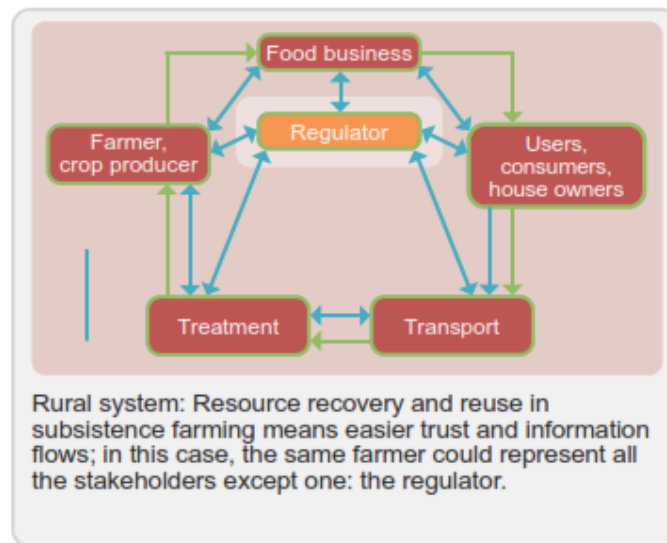 Food business
Regulator
Farmer,
crop producer
Users,
consumers,
house owners
Treatment
Transport
Rural system: Resource recovery and reuse in
subsistence farming means easier trust and information
flows; in this case, the same farmer could represent all
the stakeholders except one: the regulator.